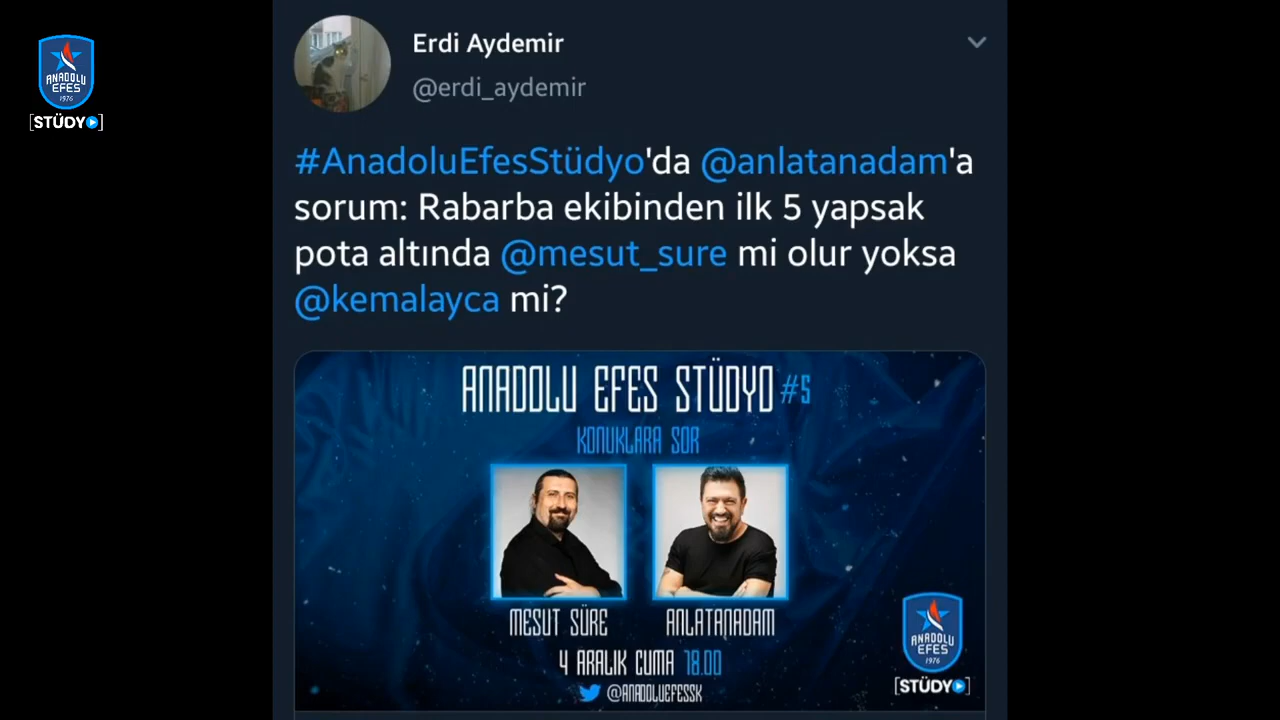 ANADOLU
EFES
1976
[STÜDYO]
Erdi Aydemir
@erdi_aydemir
#AnadoluEfesStüdyo'da @anlatanadam'a
sorum: Rabarba ekibinden ilk 5 yapsak
pota altında @mesut_sure mi olur yoksa
@kemalayca mi?
ANADOLU EFES STÜDYO #5
KONUKLARA SOR
MESUT SÜRE
ANLATANADAM
4 ARALIK CUMA 18.00
@ANADOLUEFESSK
ANADOLU
EFES
1976
[STÜDYO]